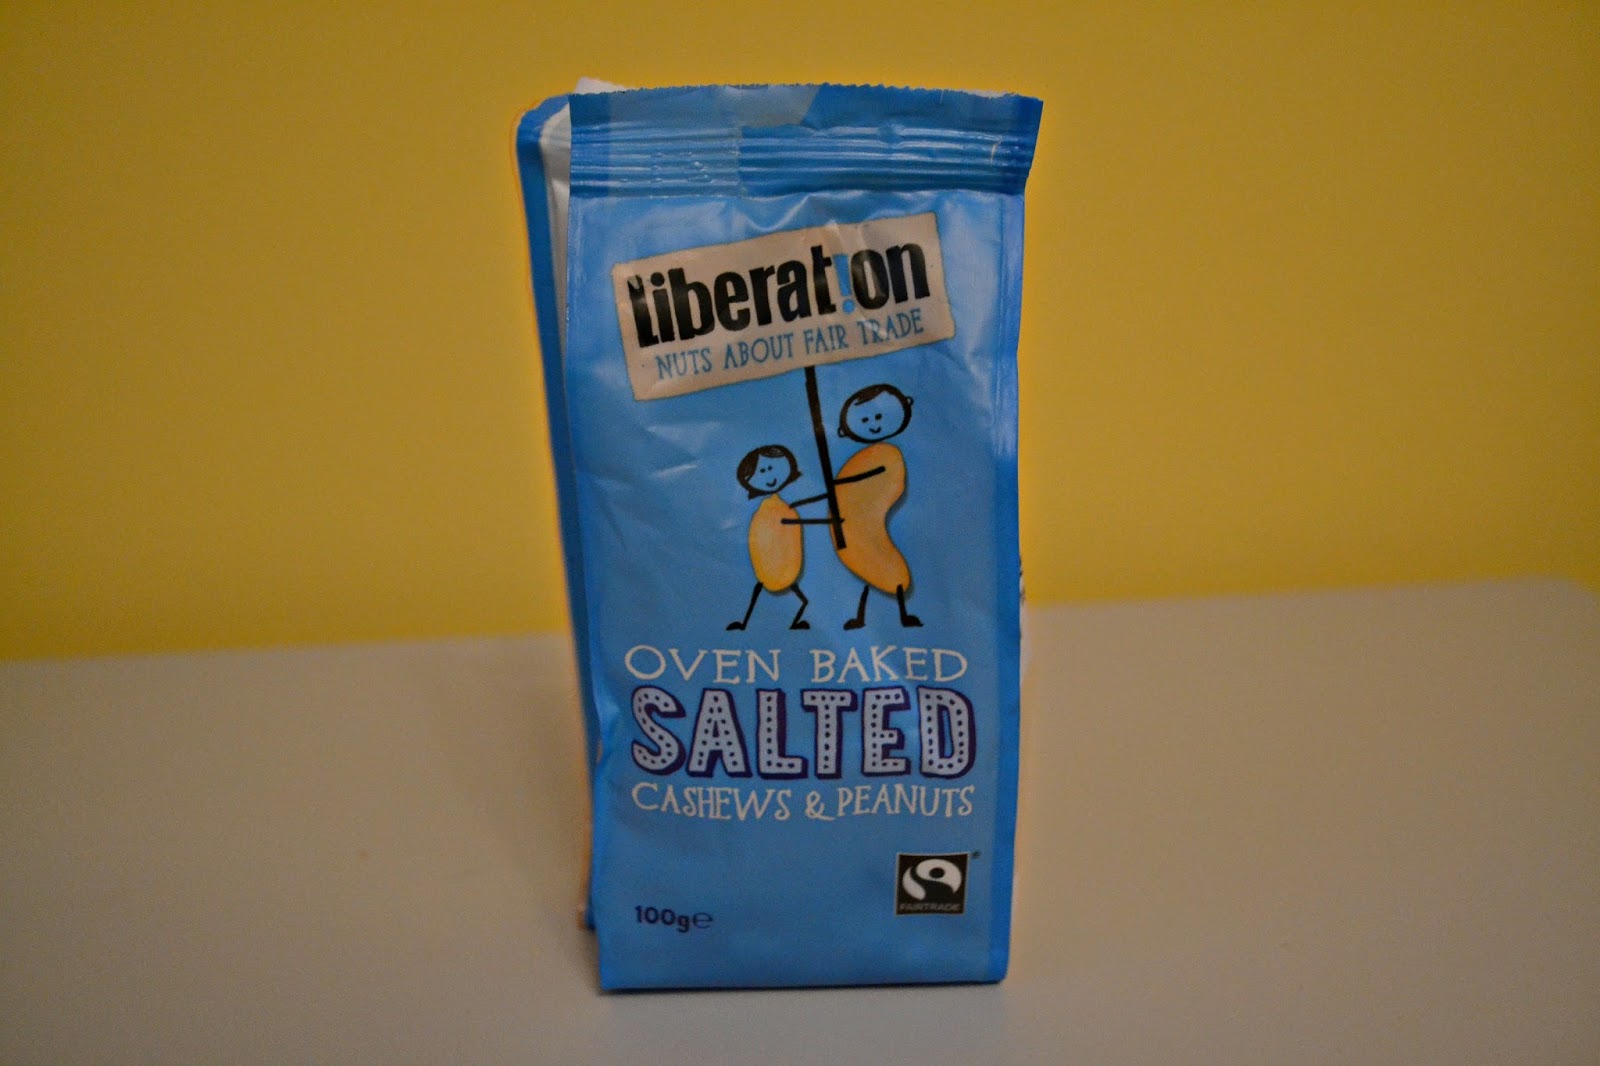 Liberat!on
NUTS ABOUT FAIR TRADE
OVEN BAKED
SALTED
CASHEWS & PEANUTS
FAIRTRADE
100g℮